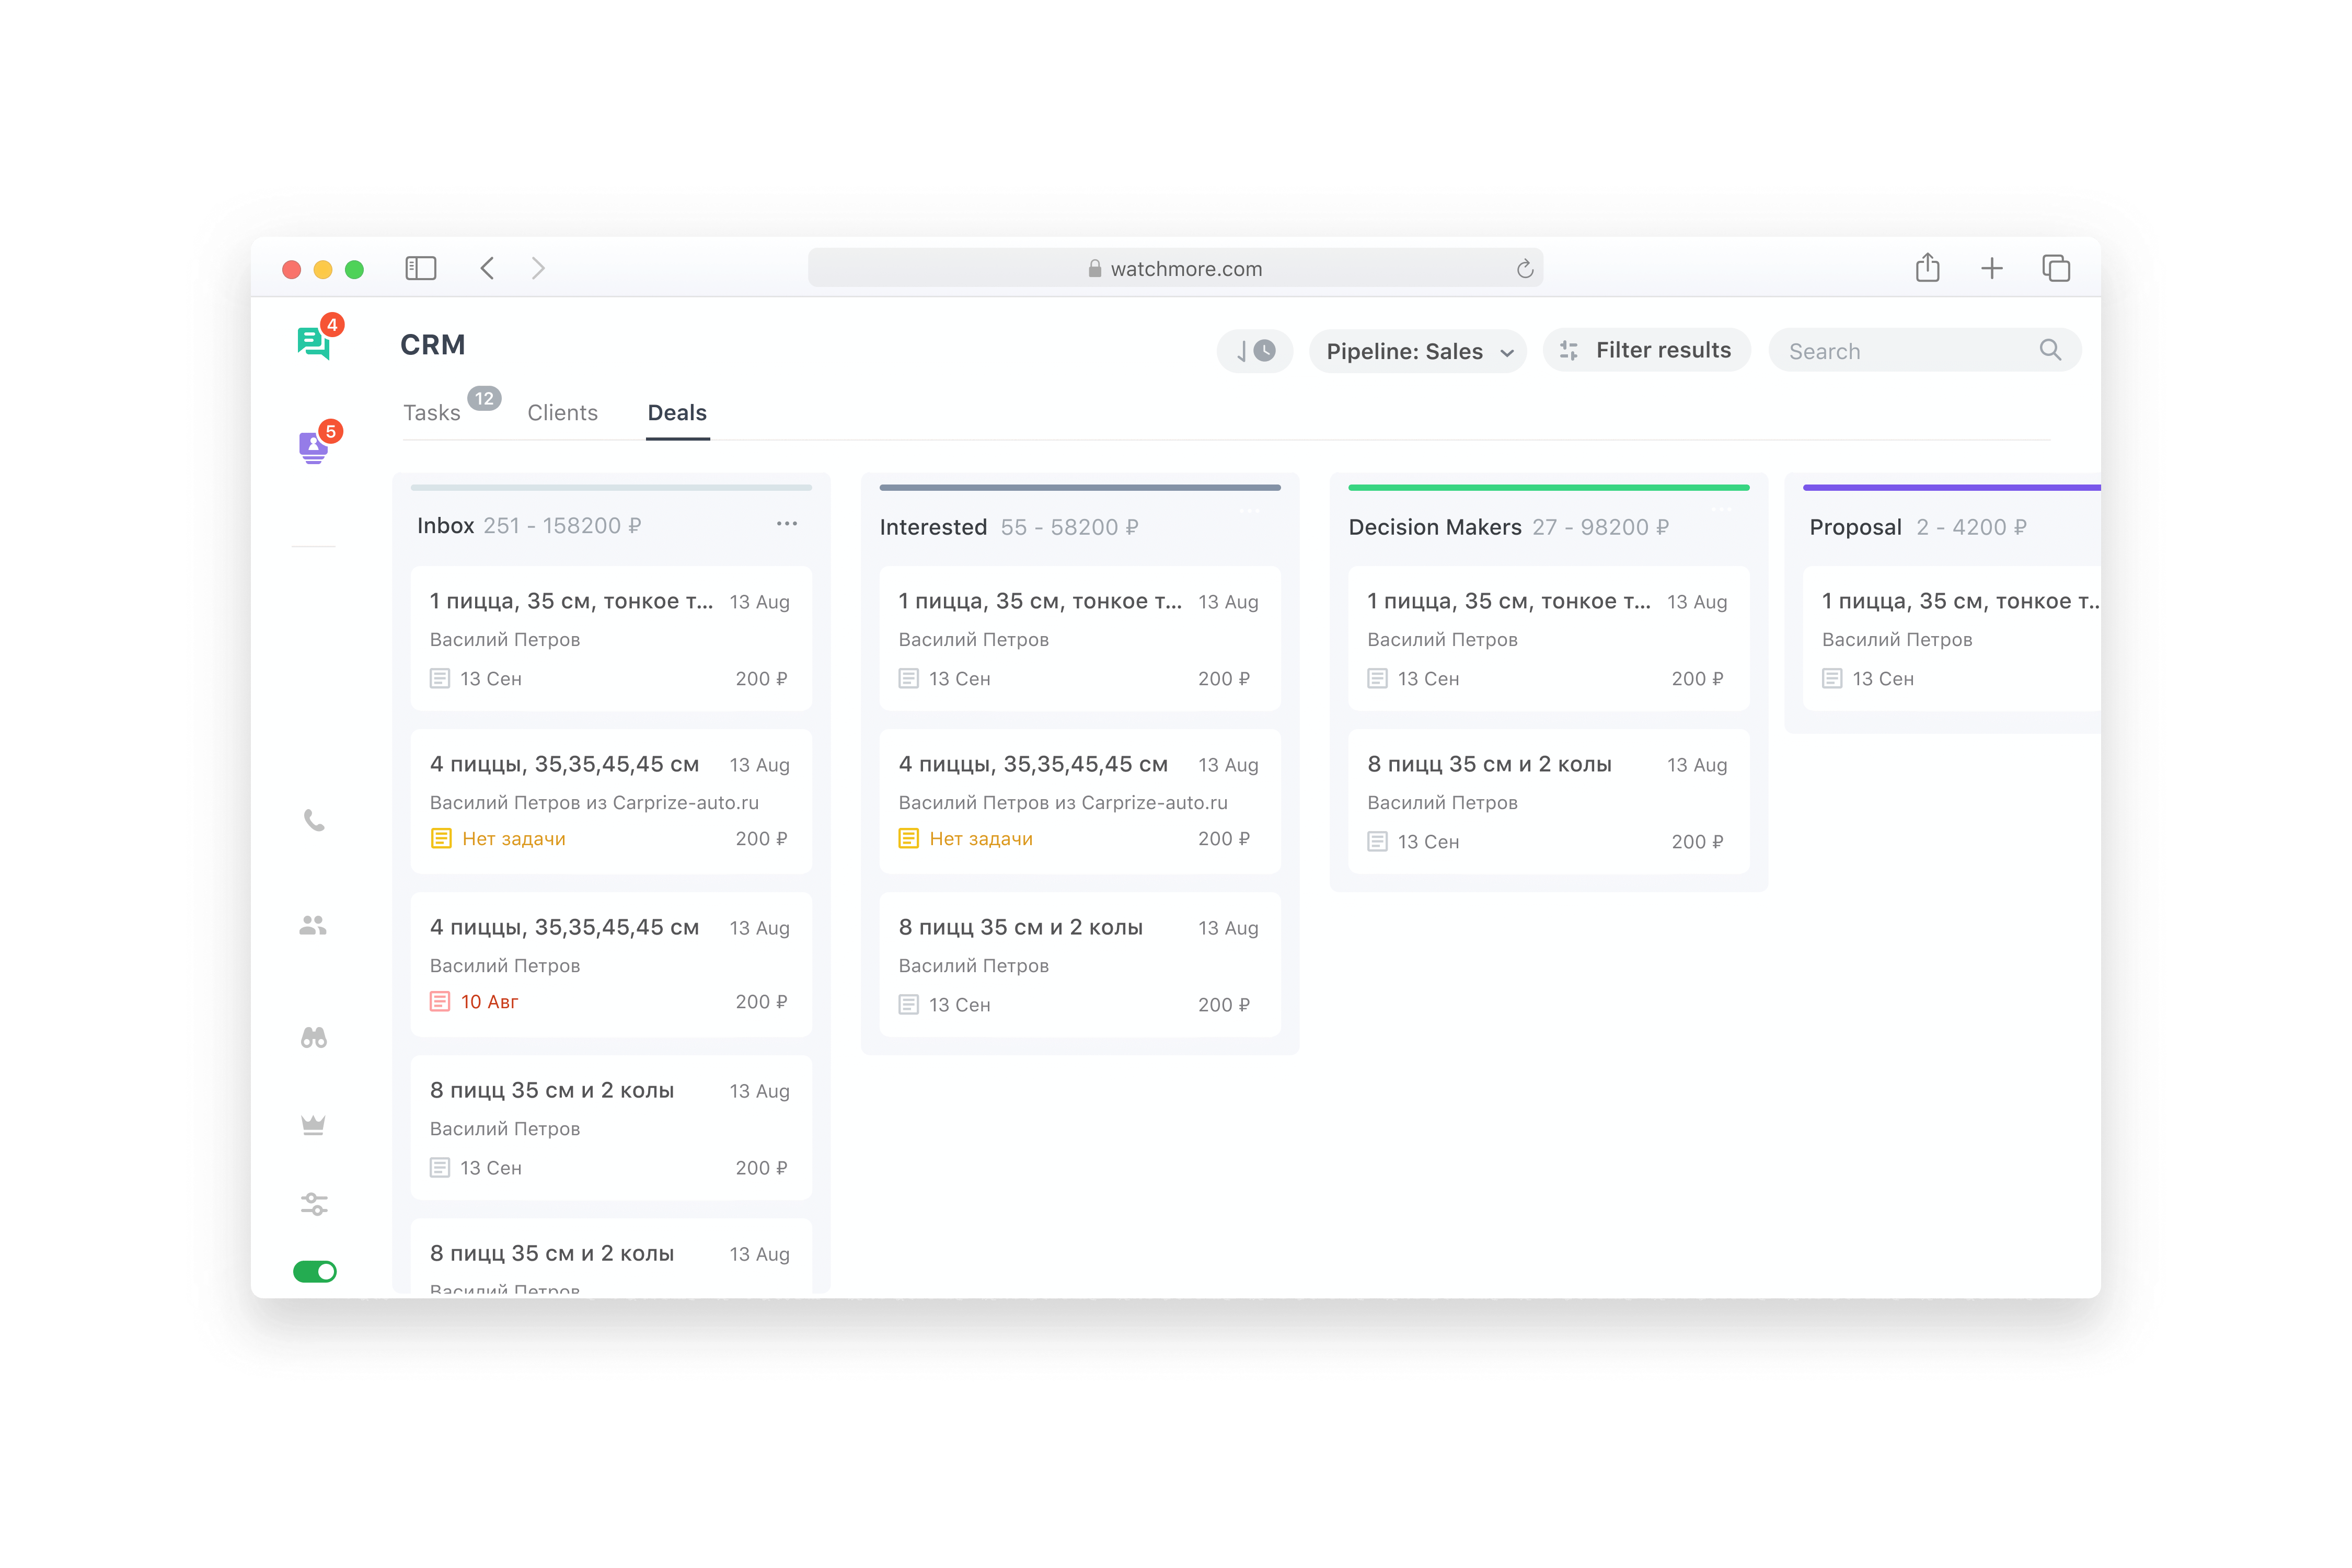 watchmore.com
4
CRM
Pipeline: Sales
Filter results
Search
Tasks 12
Clients
Deals
5
Inbox 251 - 158200 ₽
1 пицца, 35 см, тонкое т... 13 Aug
Василий Петров
13 Сен 200 ₽
4 пиццы, 35,35,45,45 см 13 Aug
Василий Петров из Carprize-auto.ru
Нет задачи 200 ₽
4 пиццы, 35,35,45,45 см 13 Aug
Василий Петров
10 Авг 200 ₽
8 пицц 35 см и 2 колы 13 Aug
Василий Петров
13 Сен 200 ₽
8 пицц 35 см и 2 колы 13 Aug
Василий Петров
Interested 55 - 58200 ₽
1 пицца, 35 см, тонкое т... 13 Aug
Василий Петров
13 Сен 200 ₽
4 пиццы, 35,35,45,45 см 13 Aug
Василий Петров из Carprize-auto.ru
Нет задачи 200 ₽
8 пицц 35 см и 2 колы 13 Aug
Василий Петров
13 Сен 200 ₽
Decision Makers 27 - 98200 ₽
1 пицца, 35 см, тонкое т... 13 Aug
Василий Петров
13 Сен 200 ₽
8 пицц 35 см и 2 колы 13 Aug
Василий Петров
13 Сен 200 ₽
Proposal 2 - 4200 ₽
1 пицца, 35 см, тонкое т..
Василий Петров
13 Сен